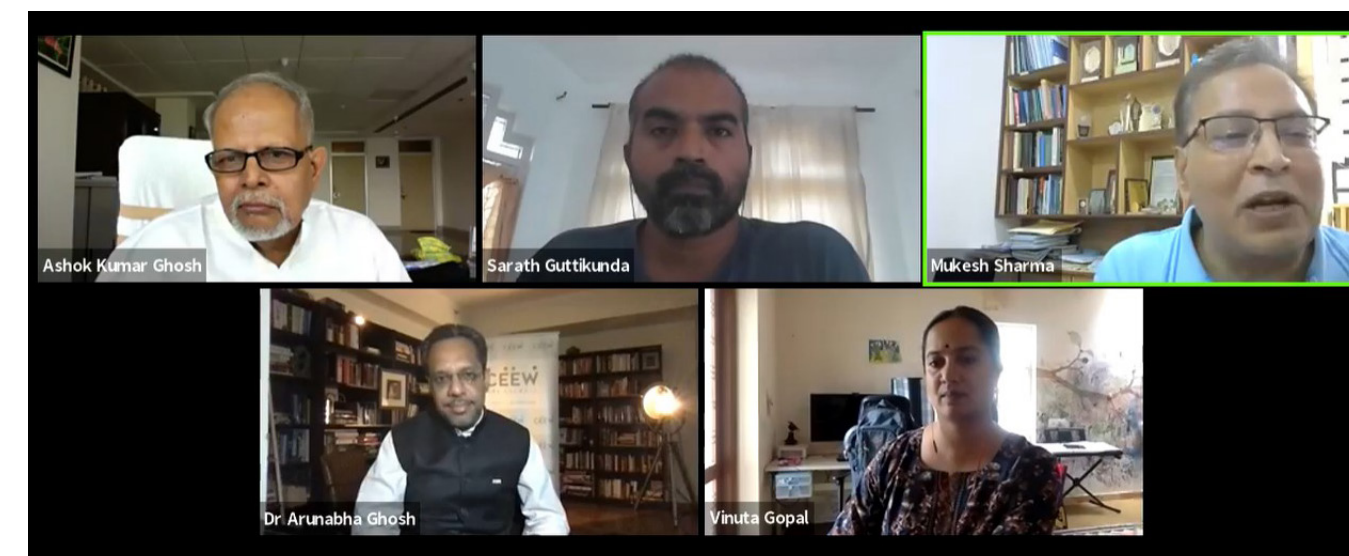 Ashok Kumar Ghosh
Sarath Guttikunda
Mukesh Sharma
CEEW
Dr Arunabha Ghosh
Vinuta Gopal